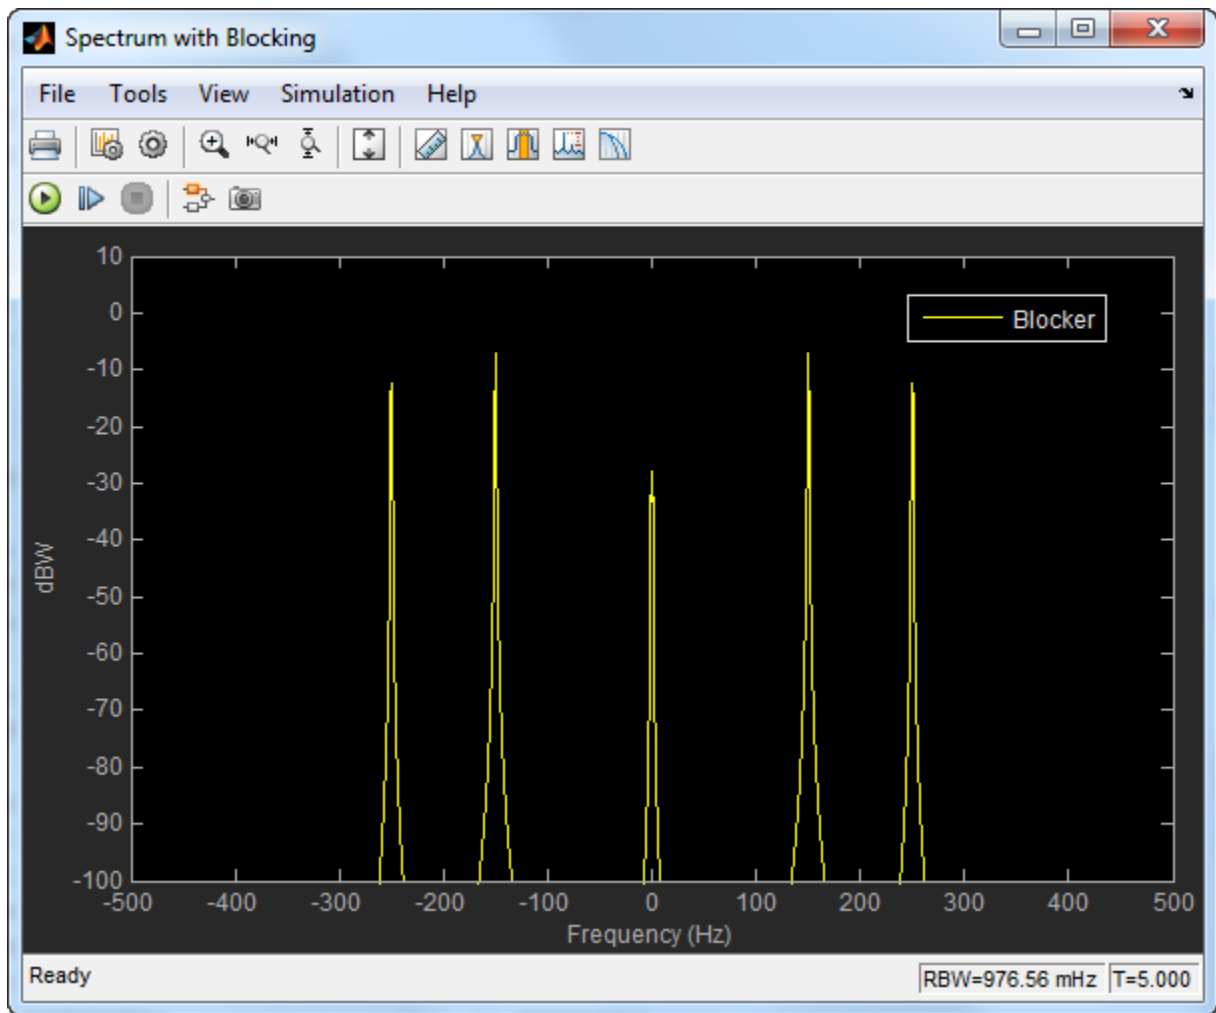 Spectrum with Blocking
File Tools View Simulation Help
10
0
-10
-20
-30
-40
-50
-60
-70
-80
-90
-100
dBW
Blocker
-500 -400 -300 -200 -100 0 100 200 300 400 500
Frequency (Hz)
Ready RBW=976.56 mHz T=5.000